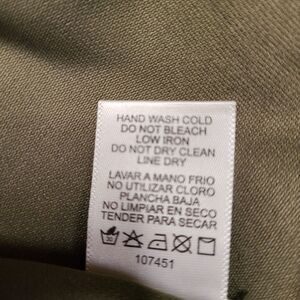 HAND WASH COLD
DO NOT BLEACH
LOW IRON
DO NOT DRY CLEAN
LINE DRY
LAVAR A MANO FRIO
NO UTILIZAR CLORO
PLANCHA BAJA
NO LIMPIAR EN SECO
TENDER PARA SECAR
30
107451